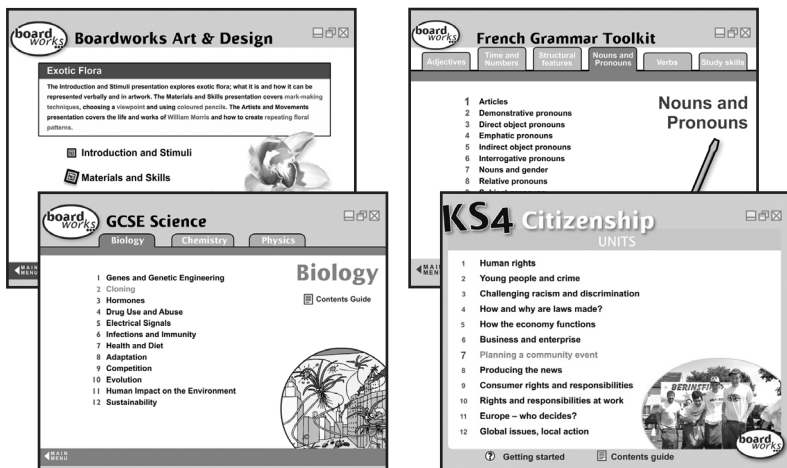 board works
Boardworks Art & Design
Exotic Flora
The Introduction and Stimuli presentation explores exotic flora; what it is and how it can be
represented verbally and in artwork. The Materials and Skills presentation covers mark-making
techniques, choosing a viewpoint and using coloured pencils. The Artists and Movements
presentation covers the life and works of William Morris and how to create repeating floral
patterns.
Introduction and Stimuli
Materials and Skills
MAIN
MENU
board works
French Grammar Toolkit
Adjectives
Time and Numbers
Structural features
Nouns and Pronouns
Verbs
Study skills
1 Articles
2 Demonstrative pronouns
3 Direct object pronouns
4 Emphatic pronouns
5 Indirect object pronouns
6 Interrogative pronouns
7 Nouns and gender
8 Relative pronouns
Nouns and
Pronouns
board works
GCSE Science
Biology
Chemistry
Physics
1 Genes and Genetic Engineering
2 Cloning
3 Hormones
4 Drug Use and Abuse
5 Electrical Signals
6 Infections and Immunity
7 Health and Diet
8 Adaptation
9 Competition
10 Evolution
11 Human Impact on the Environment
12 Sustainability
Biology
Contents Guide
MAIN
MENU
KS4 Citizenship
UNITS
1 Human rights
2 Young people and crime
3 Challenging racism and discrimination
4 How and why are laws made?
5 How the economy functions
6 Business and enterprise
7 Planning a community event
8 Producing the news
9 Consumer rights and responsibilities
10 Rights and responsibilities at work
11 Europe – who decides?
12 Global issues, local action
Getting started
Contents guide
board works